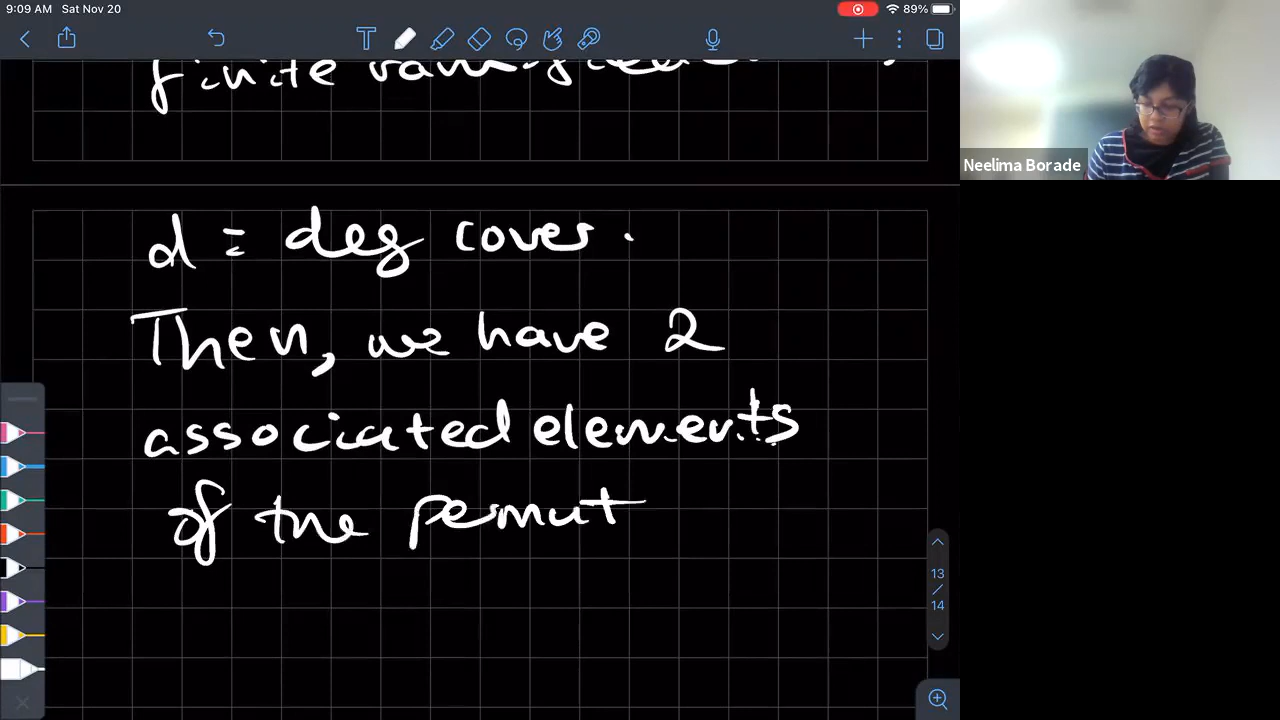 9:09 AM Sat Nov 20
89%
finite
d = deg cover.
Then, we have 2
associated elements
of the permut
13
/
14
Neelima Borade
T